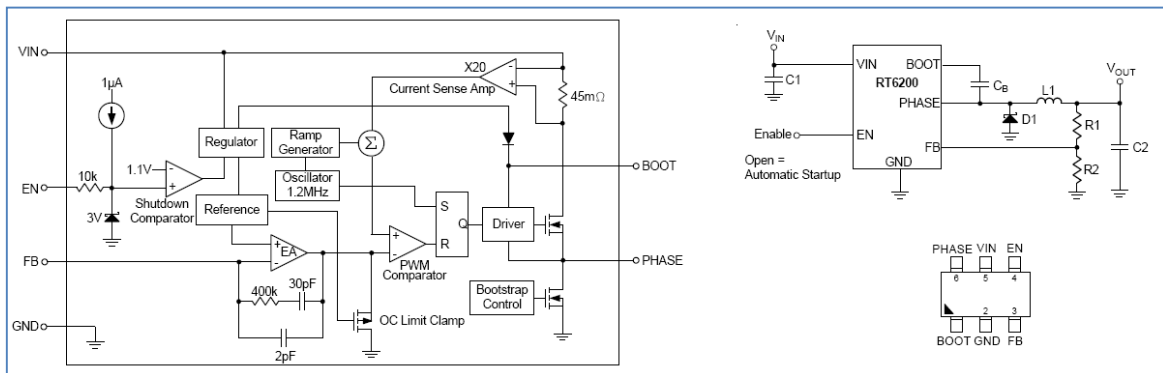 VIN
1μA
X20
Current Sense Amp
-
+
45mΩ
Regulator
Ramp
Generator
Σ
BOOT
1.1V
-
+
Shutdown
Comparator
10k
EN
3V
Oscillator
1.2MHz
Reference
S
Q
R
Driver
+
-
EA
+
-
PWM
Comparator
PHASE
FB
400k
30pF
2pF
OC Limit Clamp
Bootstrap
Control
GND
VIN
C1
VIN
BOOT
RT6200
PHASE
CB
L1
VOUT
D1
R1
R2
C2
Enable
EN
FB
GND
Open =
Automatic Startup
PHASE VIN EN
6 5 4
2 3
BOOT GND FB